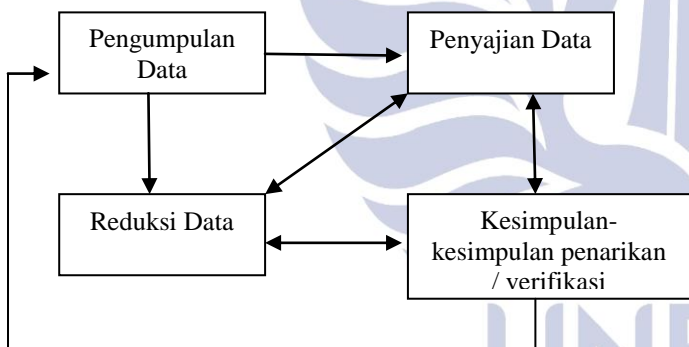 Pengumpulan
Data
Penyajian Data
Reduksi Data
Kesimpulan-
kesimpulan penarikan
/ verifikasi